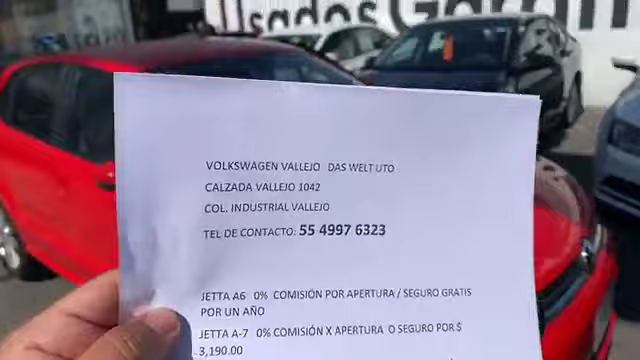 Usados Garan
VOLKSWAGEN VALLEJO DAS WELT UTO
CALZADA VALLEJO 1042
COL. INDUSTRIAL VALLEJO
TEL DE CONTACTO: 55 4997 6323
JETTA A6 0% COMISIÓN POR APERTURA / SEGURO GRATIS
POR UN AÑO
JETTA A-7 0% COMISIÓN X APERTURA O SEGURO POR $
3,190.00